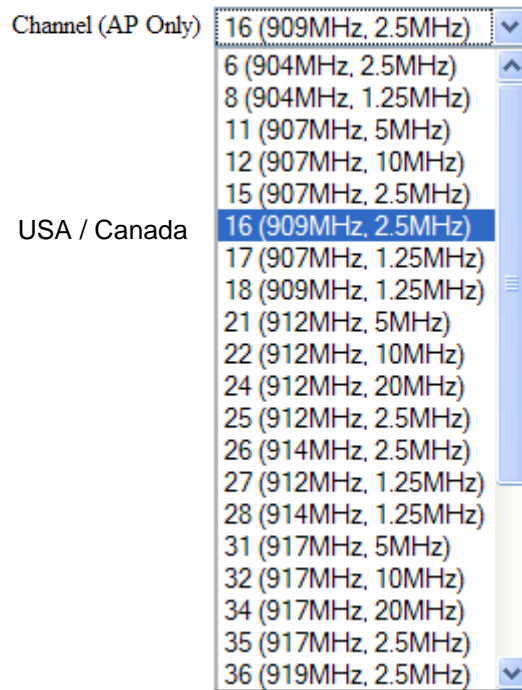 Channel (AP Only) 16 (909MHz, 2.5MHz)
6 (904MHz, 2.5MHz)
8 (904MHz, 1.25MHz)
11 (907MHz, 5MHz)
12 (907MHz, 10MHz)
15 (907MHz, 2.5MHz)
USA / Canada 16 (909MHz, 2.5MHz)
17 (907MHz, 1.25MHz)
18 (909MHz, 1.25MHz)
21 (912MHz, 5MHz)
22 (912MHz, 10MHz)
24 (912MHz, 20MHz)
25 (912MHz, 2.5MHz)
26 (914MHz, 2.5MHz)
27 (912MHz, 1.25MHz)
28 (914MHz, 1.25MHz)
31 (917MHz, 5MHz)
32 (917MHz, 10MHz)
34 (917MHz, 20MHz)
35 (917MHz, 2.5MHz)
36 (919MHz, 2.5MHz)